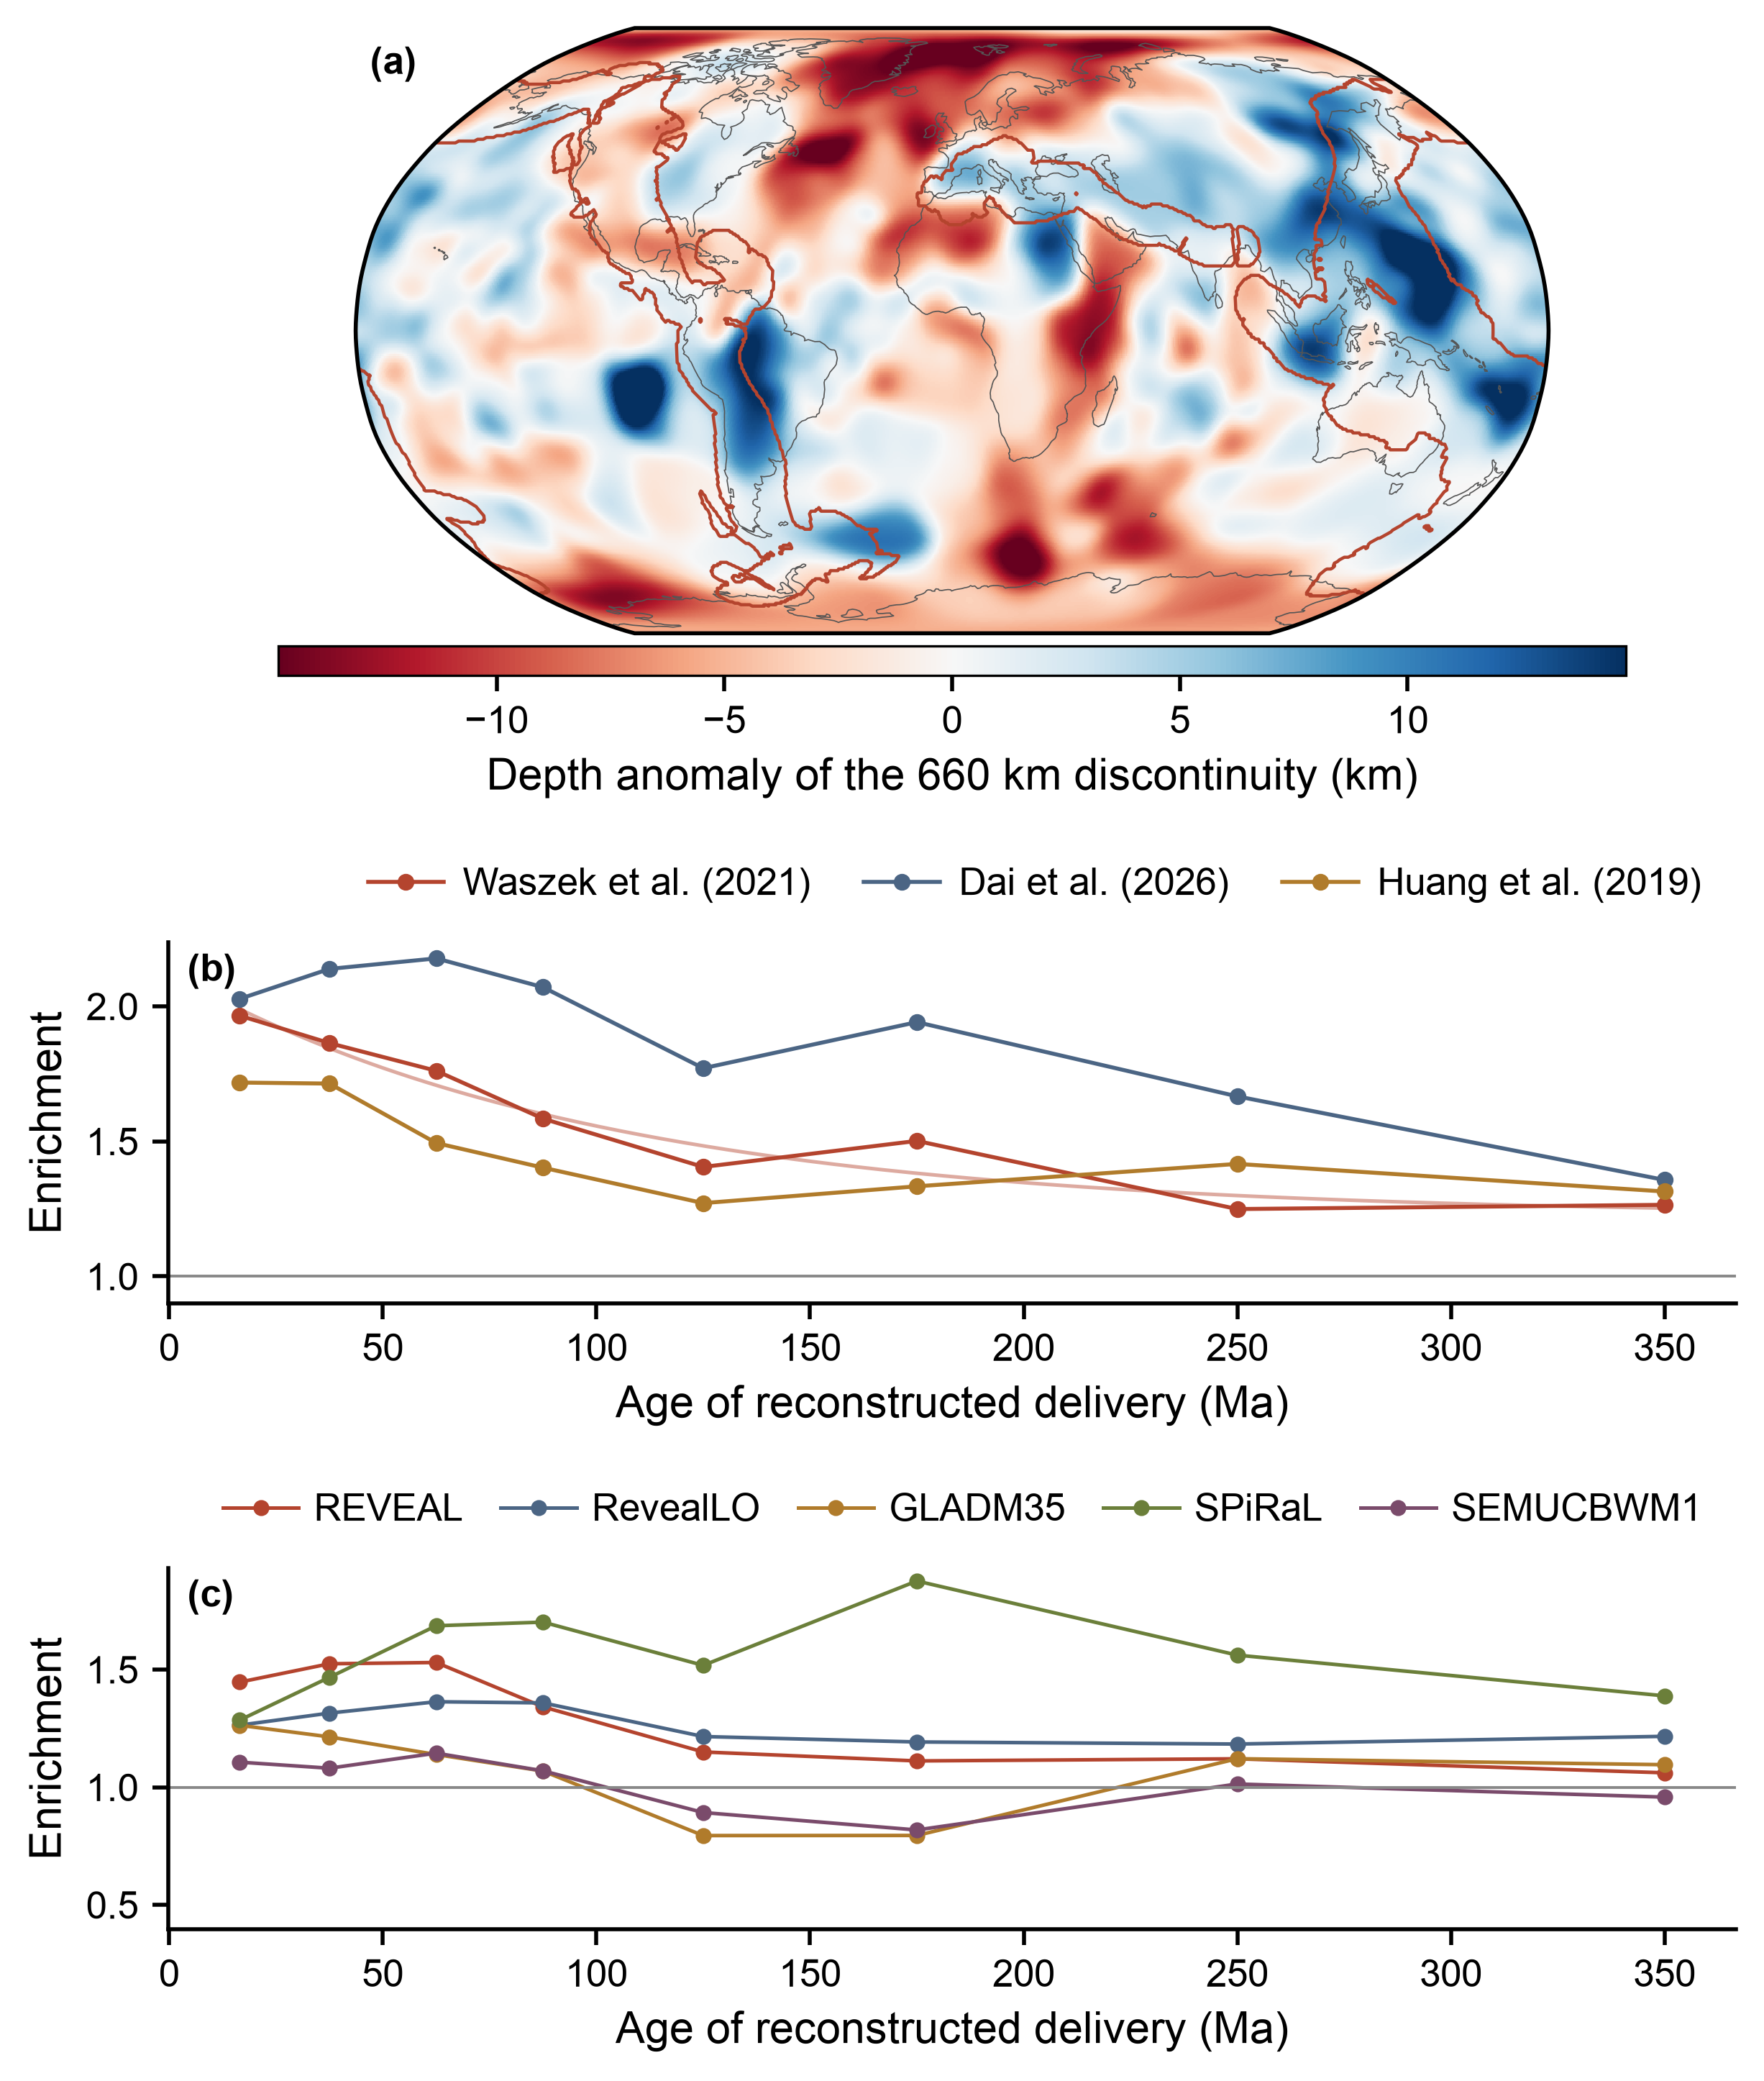 (a)
−10 −5 0 5 10
Depth anomaly of the 660 km discontinuity (km)
Waszek et al. (2021) Dai et al. (2026) Huang et al. (2019)
(b)
2.0
1.5
1.0
Enrichment
0 50 100 150 200 250 300 350
Age of reconstructed delivery (Ma)
REVEAL RevealLO GLADM35 SPiRaL SEMUCBWM1
(c)
1.5
1.0
0.5
Enrichment
0 50 100 150 200 250 300 350
Age of reconstructed delivery (Ma)